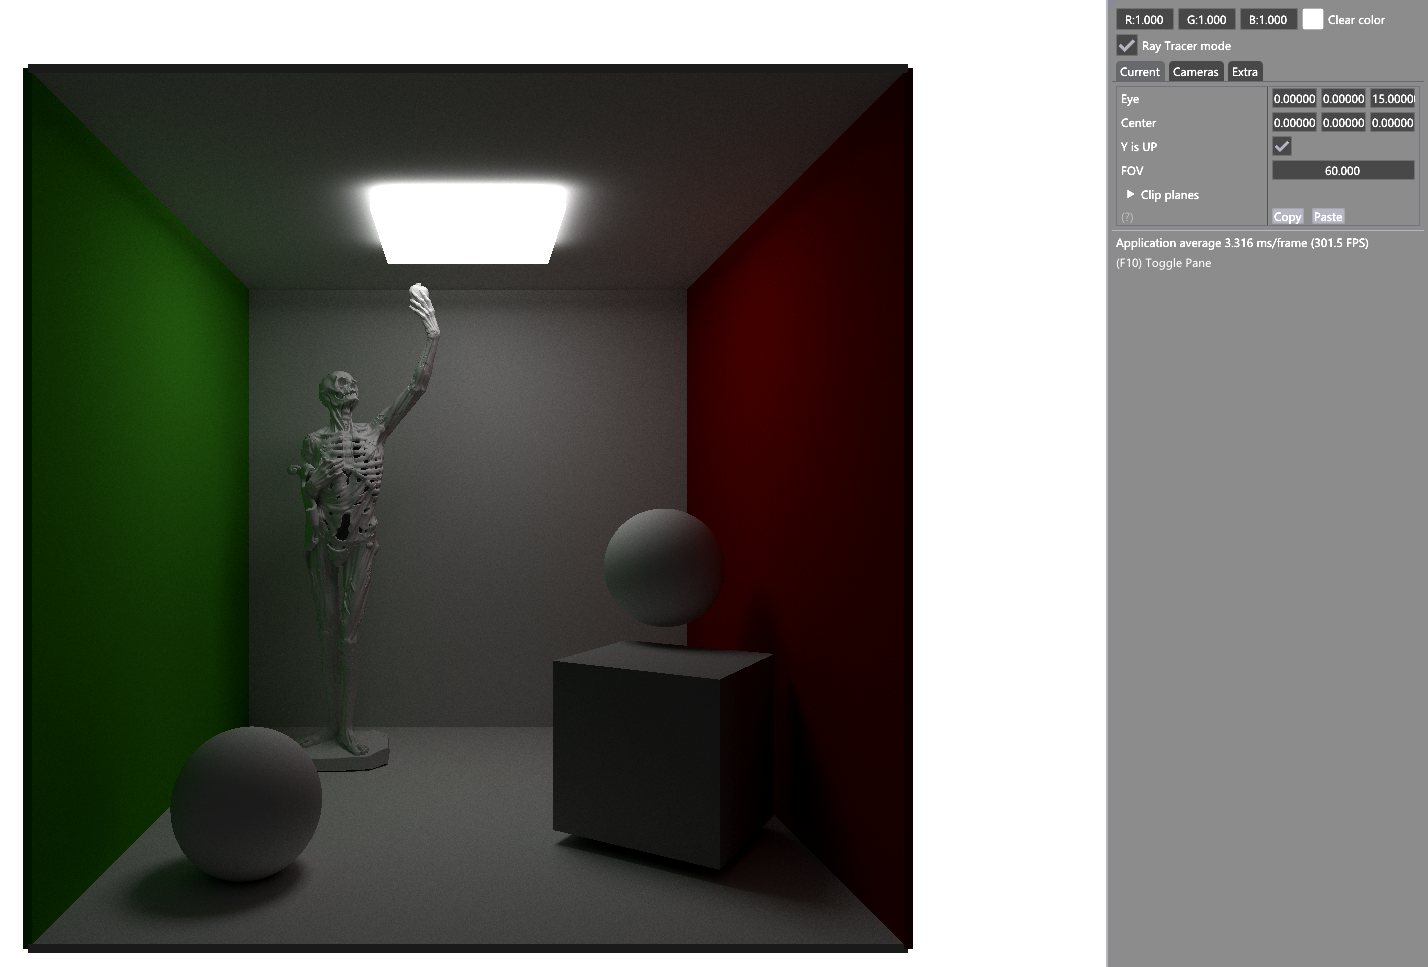 R:1.000 G:1.000 B:1.000 Clear color
Ray Tracer mode
Current Cameras Extra
Eye 0.00000 0.00000 15.0000
Center 0.00000 0.00000 0.00000
Y is UP
FOV 60.000
Clip planes
(?) Copy Paste
Application average 3.316 ms/frame (301.5 FPS)
(F10) Toggle Pane